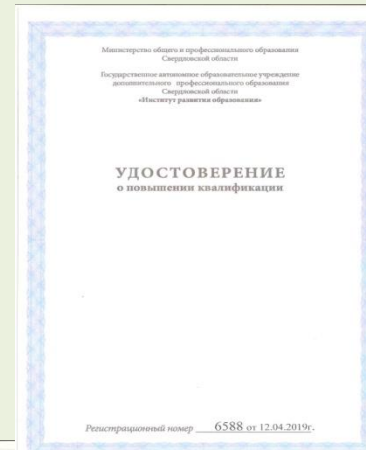 Министерство общего и профессионального образования
Свердловской области
Государственное автономное образовательное учреждение
дополнительного профессионального образования
Свердловской области
«Институт развития образования»
УДОСТОВЕРЕНИЕ
о повышении квалификации
Регистрационный номер 6588 от 12.04.2019г.